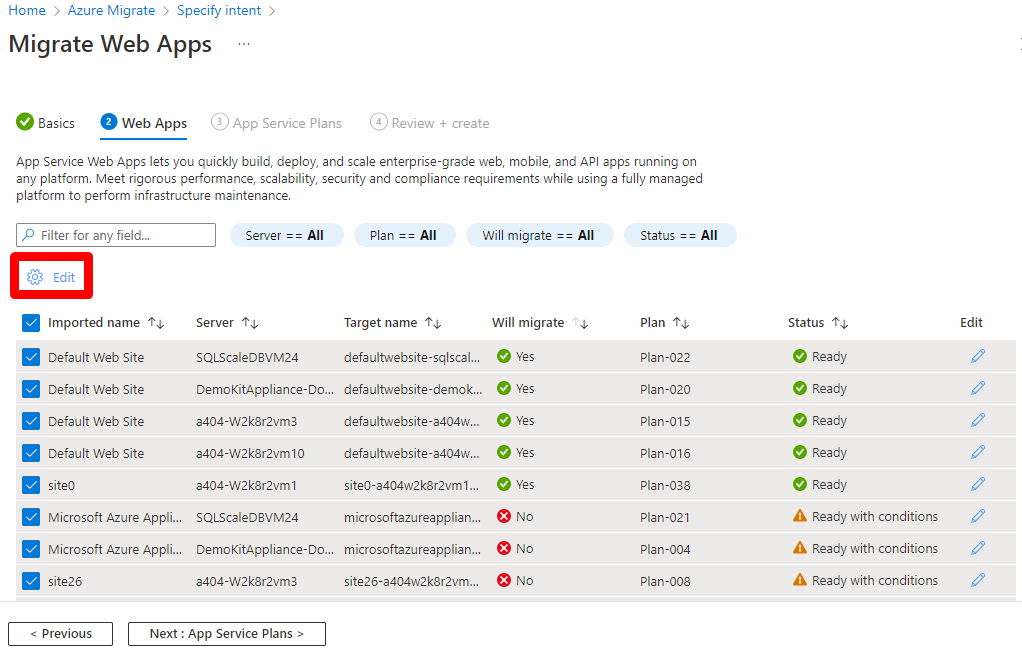 Home > Azure Migrate > Specify intent >
Migrate Web Apps ...
Basics 2 Web Apps 3 App Service Plans 4 Review + create
App Service Web Apps lets you quickly build, deploy, and scale enterprise-grade web, mobile, and API apps running on
any platform. Meet rigorous performance, scalability, security and compliance requirements while using a fully managed
platform to perform infrastructure maintenance.
Filter for any field... Server == All Plan == All Will migrate == All Status == All
Edit
Imported name ↑↓ Server ↑↓ Target name ↑↓ Will migrate ↑↓ Plan ↑↓ Status ↑↓ Edit
Default Web Site SQLScaleDBVM24 defaultwebsite-sqlscal... Yes Plan-022 Ready
Default Web Site DemoKitAppliance-Do... defaultwebsite-demok... Yes Plan-020 Ready
Default Web Site a404-W2k8r2vm3 defaultwebsite-a404w... Yes Plan-015 Ready
Default Web Site a404-W2k8r2vm10 defaultwebsite-a404w... Yes Plan-016 Ready
site0 a404-W2k8r2vm1 site0-a404w2k8r2vm1... Yes Plan-038 Ready
Microsoft Azure Appli... SQLScaleDBVM24 microsoftazureapplian... No Plan-021 Ready with conditions
Microsoft Azure Appli... DemoKitAppliance-Do... microsoftazureapplian... No Plan-004 Ready with conditions
site26 a404-W2k8r2vm3 site26-a404w2k8r2vm... No Plan-008 Ready with conditions
< Previous Next : App Service Plans >